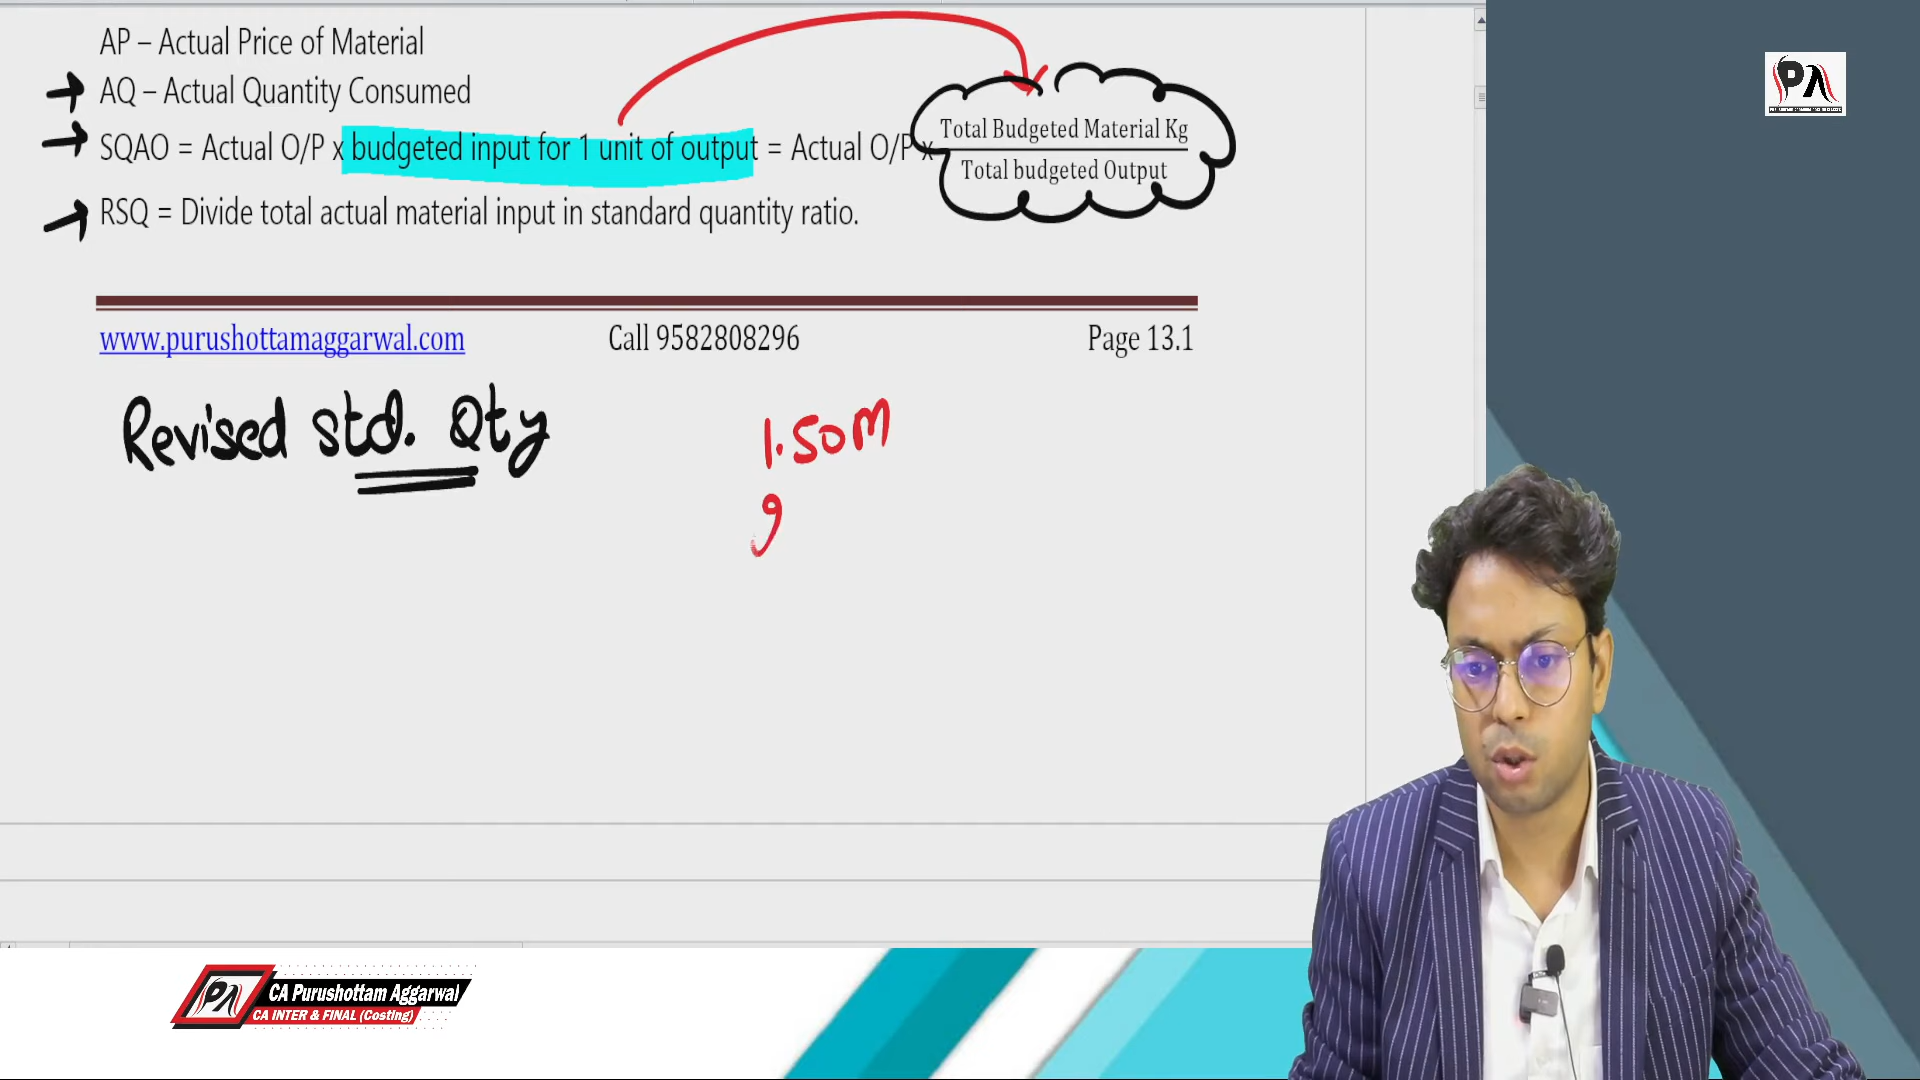 AP – Actual Price of Material
AQ – Actual Quantity Consumed
SQAO = Actual O/P x budgeted input for 1 unit of output = Actual O/P x Total Budgeted Material Kg
Total budgeted Output
RSQ = Divide total actual material input in standard quantity ratio.
www.purushottamaggarwal.com Call 9582808296 Page 13.1
Revised std. Qty
1.50M
9
PA
PA
CA Purushottam Aggarwal
CA INTER & FINAL (Costing)